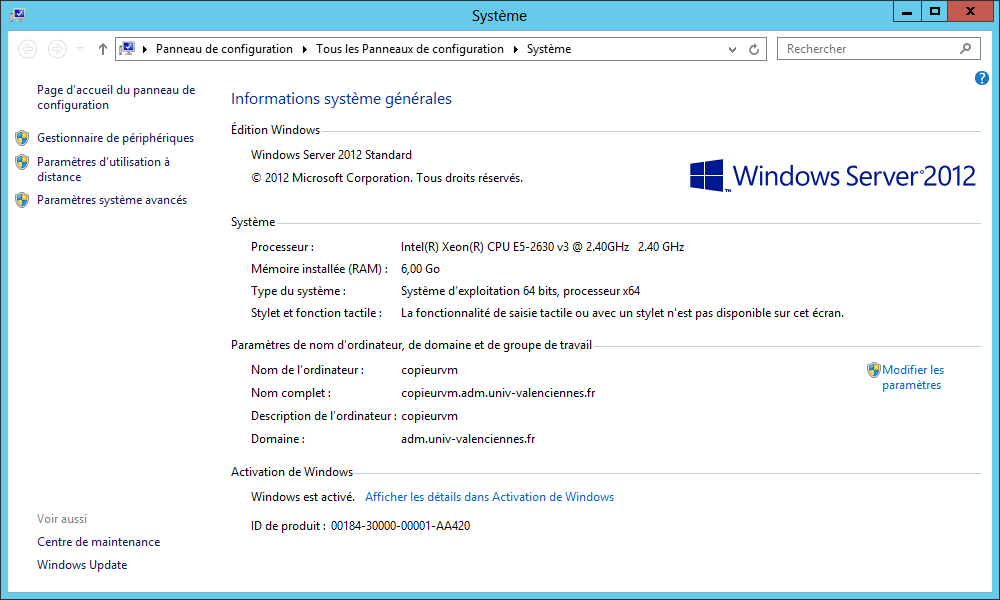 Système
Panneau de configuration
Tous les Panneaux de configuration
Système
Rechercher
Page d'accueil du panneau de
configuration
Gestionnaire de périphériques
Paramètres d'utilisation à
distance
Paramètres système avancés
Informations système générales
Édition Windows
Windows Server 2012 Standard
© 2012 Microsoft Corporation. Tous droits réservés.
Windows Server 2012
Système
Processeur : Intel(R) Xeon(R) CPU E5-2630 v3 @ 2.40GHz 2.40 GHz
Mémoire installée (RAM) : 6,00 Go
Type du système : Système d'exploitation 64 bits, processeur x64
Stylet et fonction tactile : La fonctionnalité de saisie tactile ou avec un stylet n'est pas disponible sur cet écran.
Paramètres de nom d'ordinateur, de domaine et de groupe de travail
Nom de l'ordinateur : copieurvm
Nom complet : copieurvm.adm.univ-valenciennes.fr
Description de l'ordinateur : copieurvm
Domaine : adm.univ-valenciennes.fr
Modifier les
paramètres
Activation de Windows
Windows est activé. Afficher les détails dans Activation de Windows
ID de produit : 00184-30000-00001-AA420
Voir aussi
Centre de maintenance
Windows Update